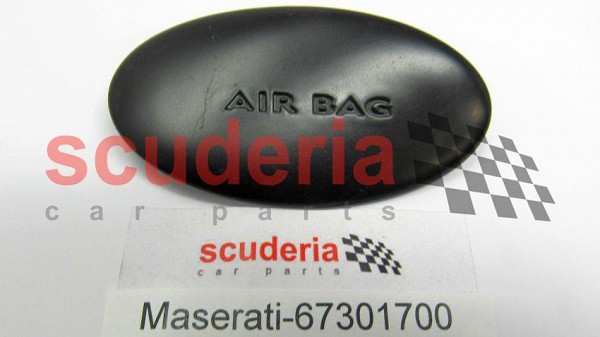 AIR BAG
scuderia
car parts
scuderia
car parts
Maserati-67301700